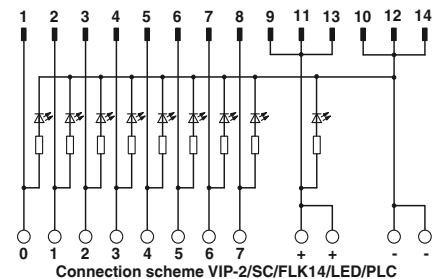 1 2 3 4 5 6 7 8 9 11 13 10 12 14
0 1 2 3 4 5 6 7 + + - -
Connection scheme VIP-2/SC/FLK14/LED/PLC